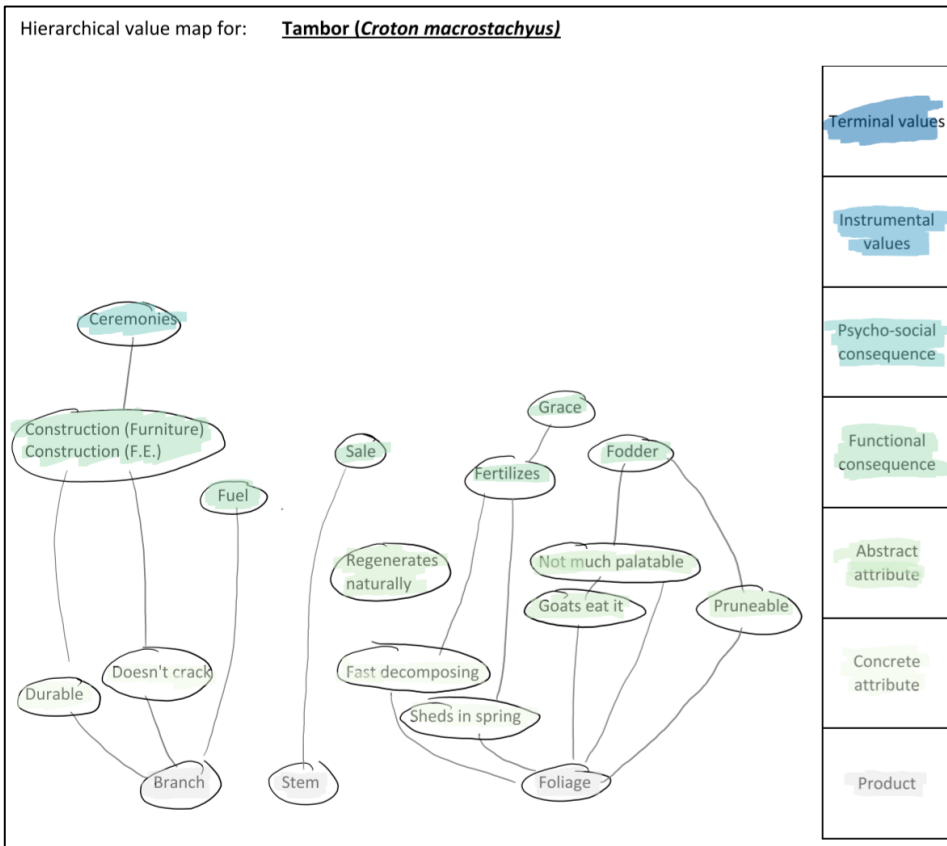 Hierarchical value map for: Tambor (Croton macrostachyus)
Terminal values
Instrumental
values
Ceremonies
Psycho-social
consequence
Grace
Construction (Furniture)
Construction (F.E.)
Sale
Fodder
Functional
consequence
Fertilizes
Fuel
Regenerates
naturally
Not much palatable
Abstract
attribute
Goats eat it
Pruneable
Doesn't crack
Fast decomposing
Concrete
attribute
Durable
Sheds in spring
Branch
Stem
Foliage
Product